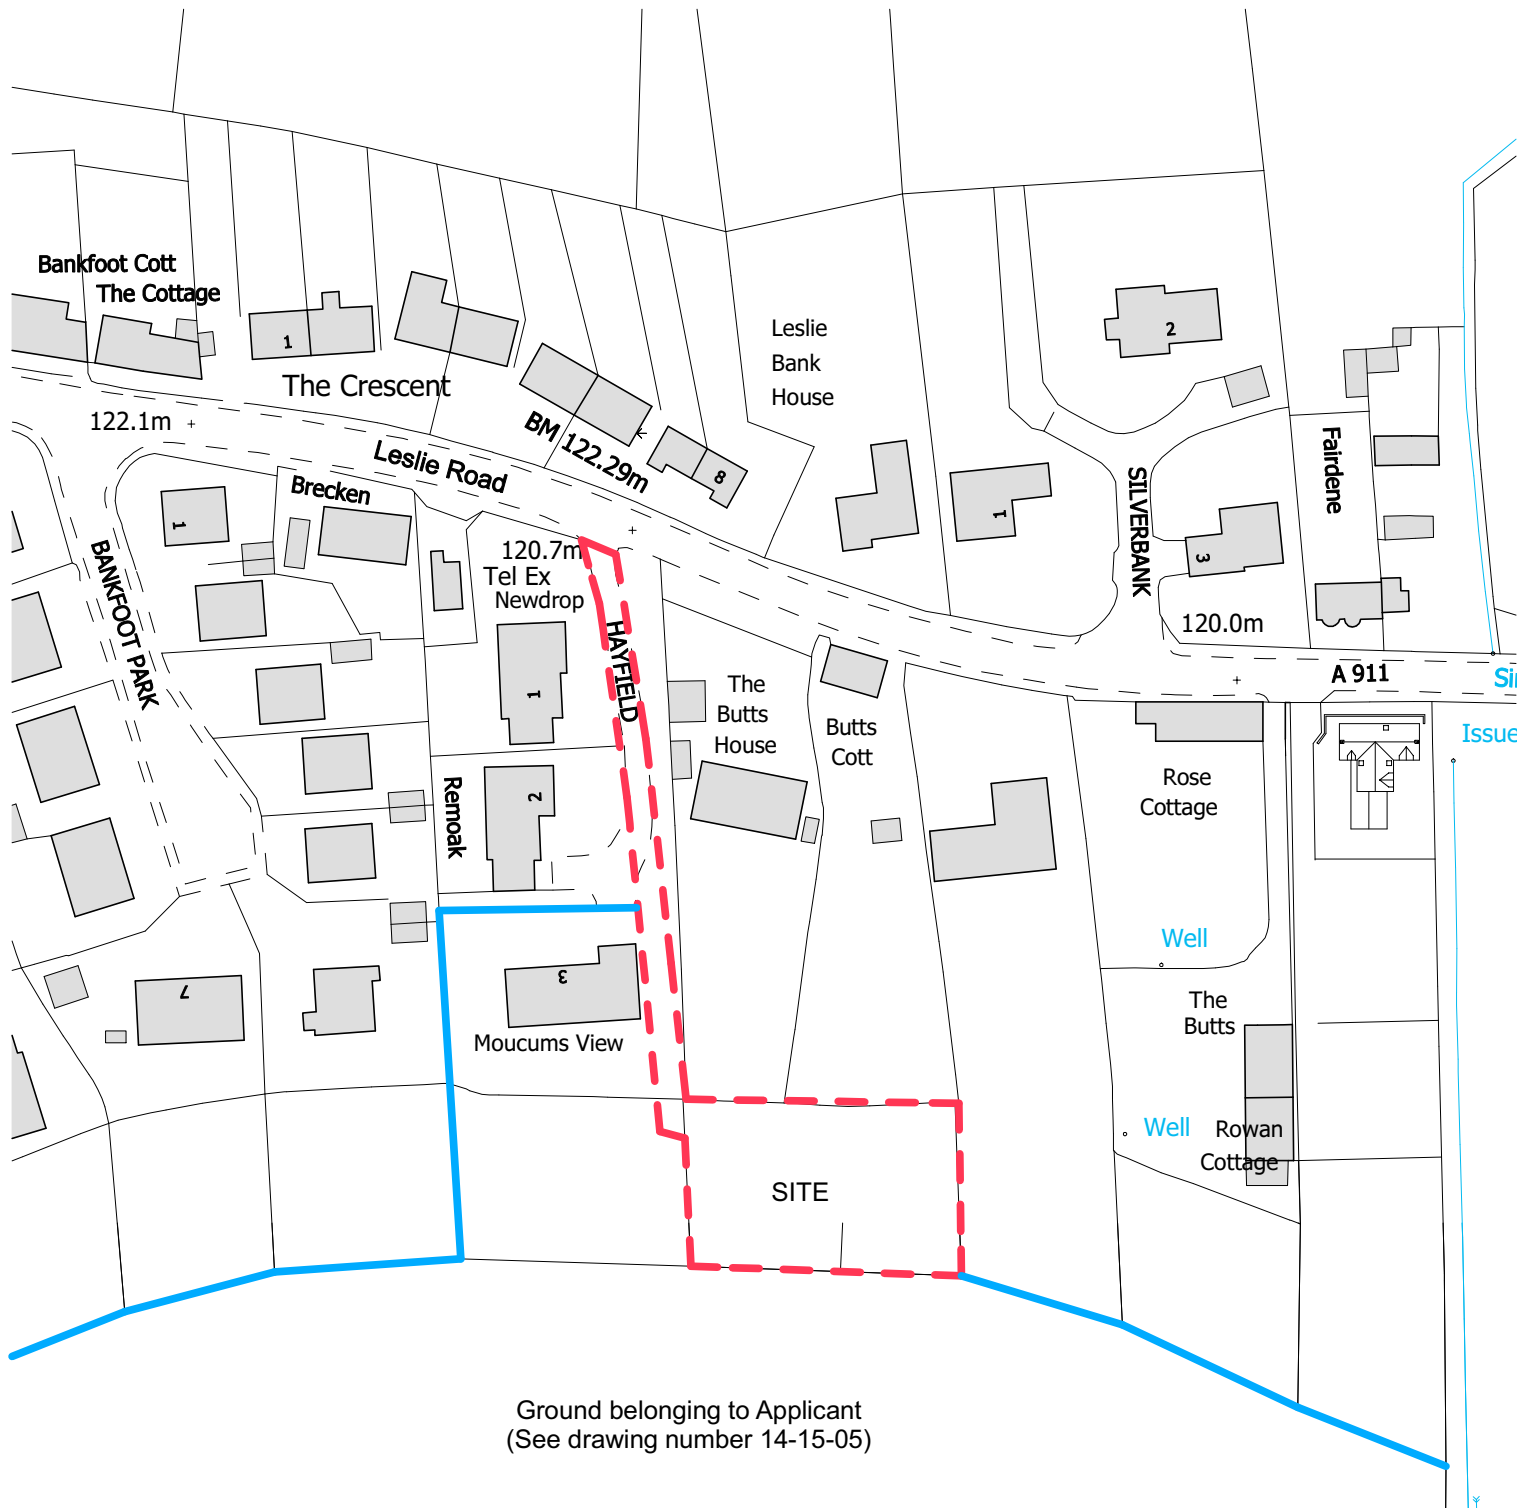 Bankfoot Cott
The Cottage
1
The Crescent
122.1m
Leslie Road
BM 122.29m
8
Leslie
Bank
House
2
1
SILVERBANK
3
Fairdene
120.0m
A 911
Issue
Brecken
1
BANKFOOT PARK
120.7m
Tel Ex
Newdrop
HAYFIELD
1
2
Remoak
The
Butts
House
Butts
Cott
Rose
Cottage
Well
The
Butts
Well
Rowan
Cottage
7
3
Moucums View
SITE
Ground belonging to Applicant
(See drawing number 14-15-05)